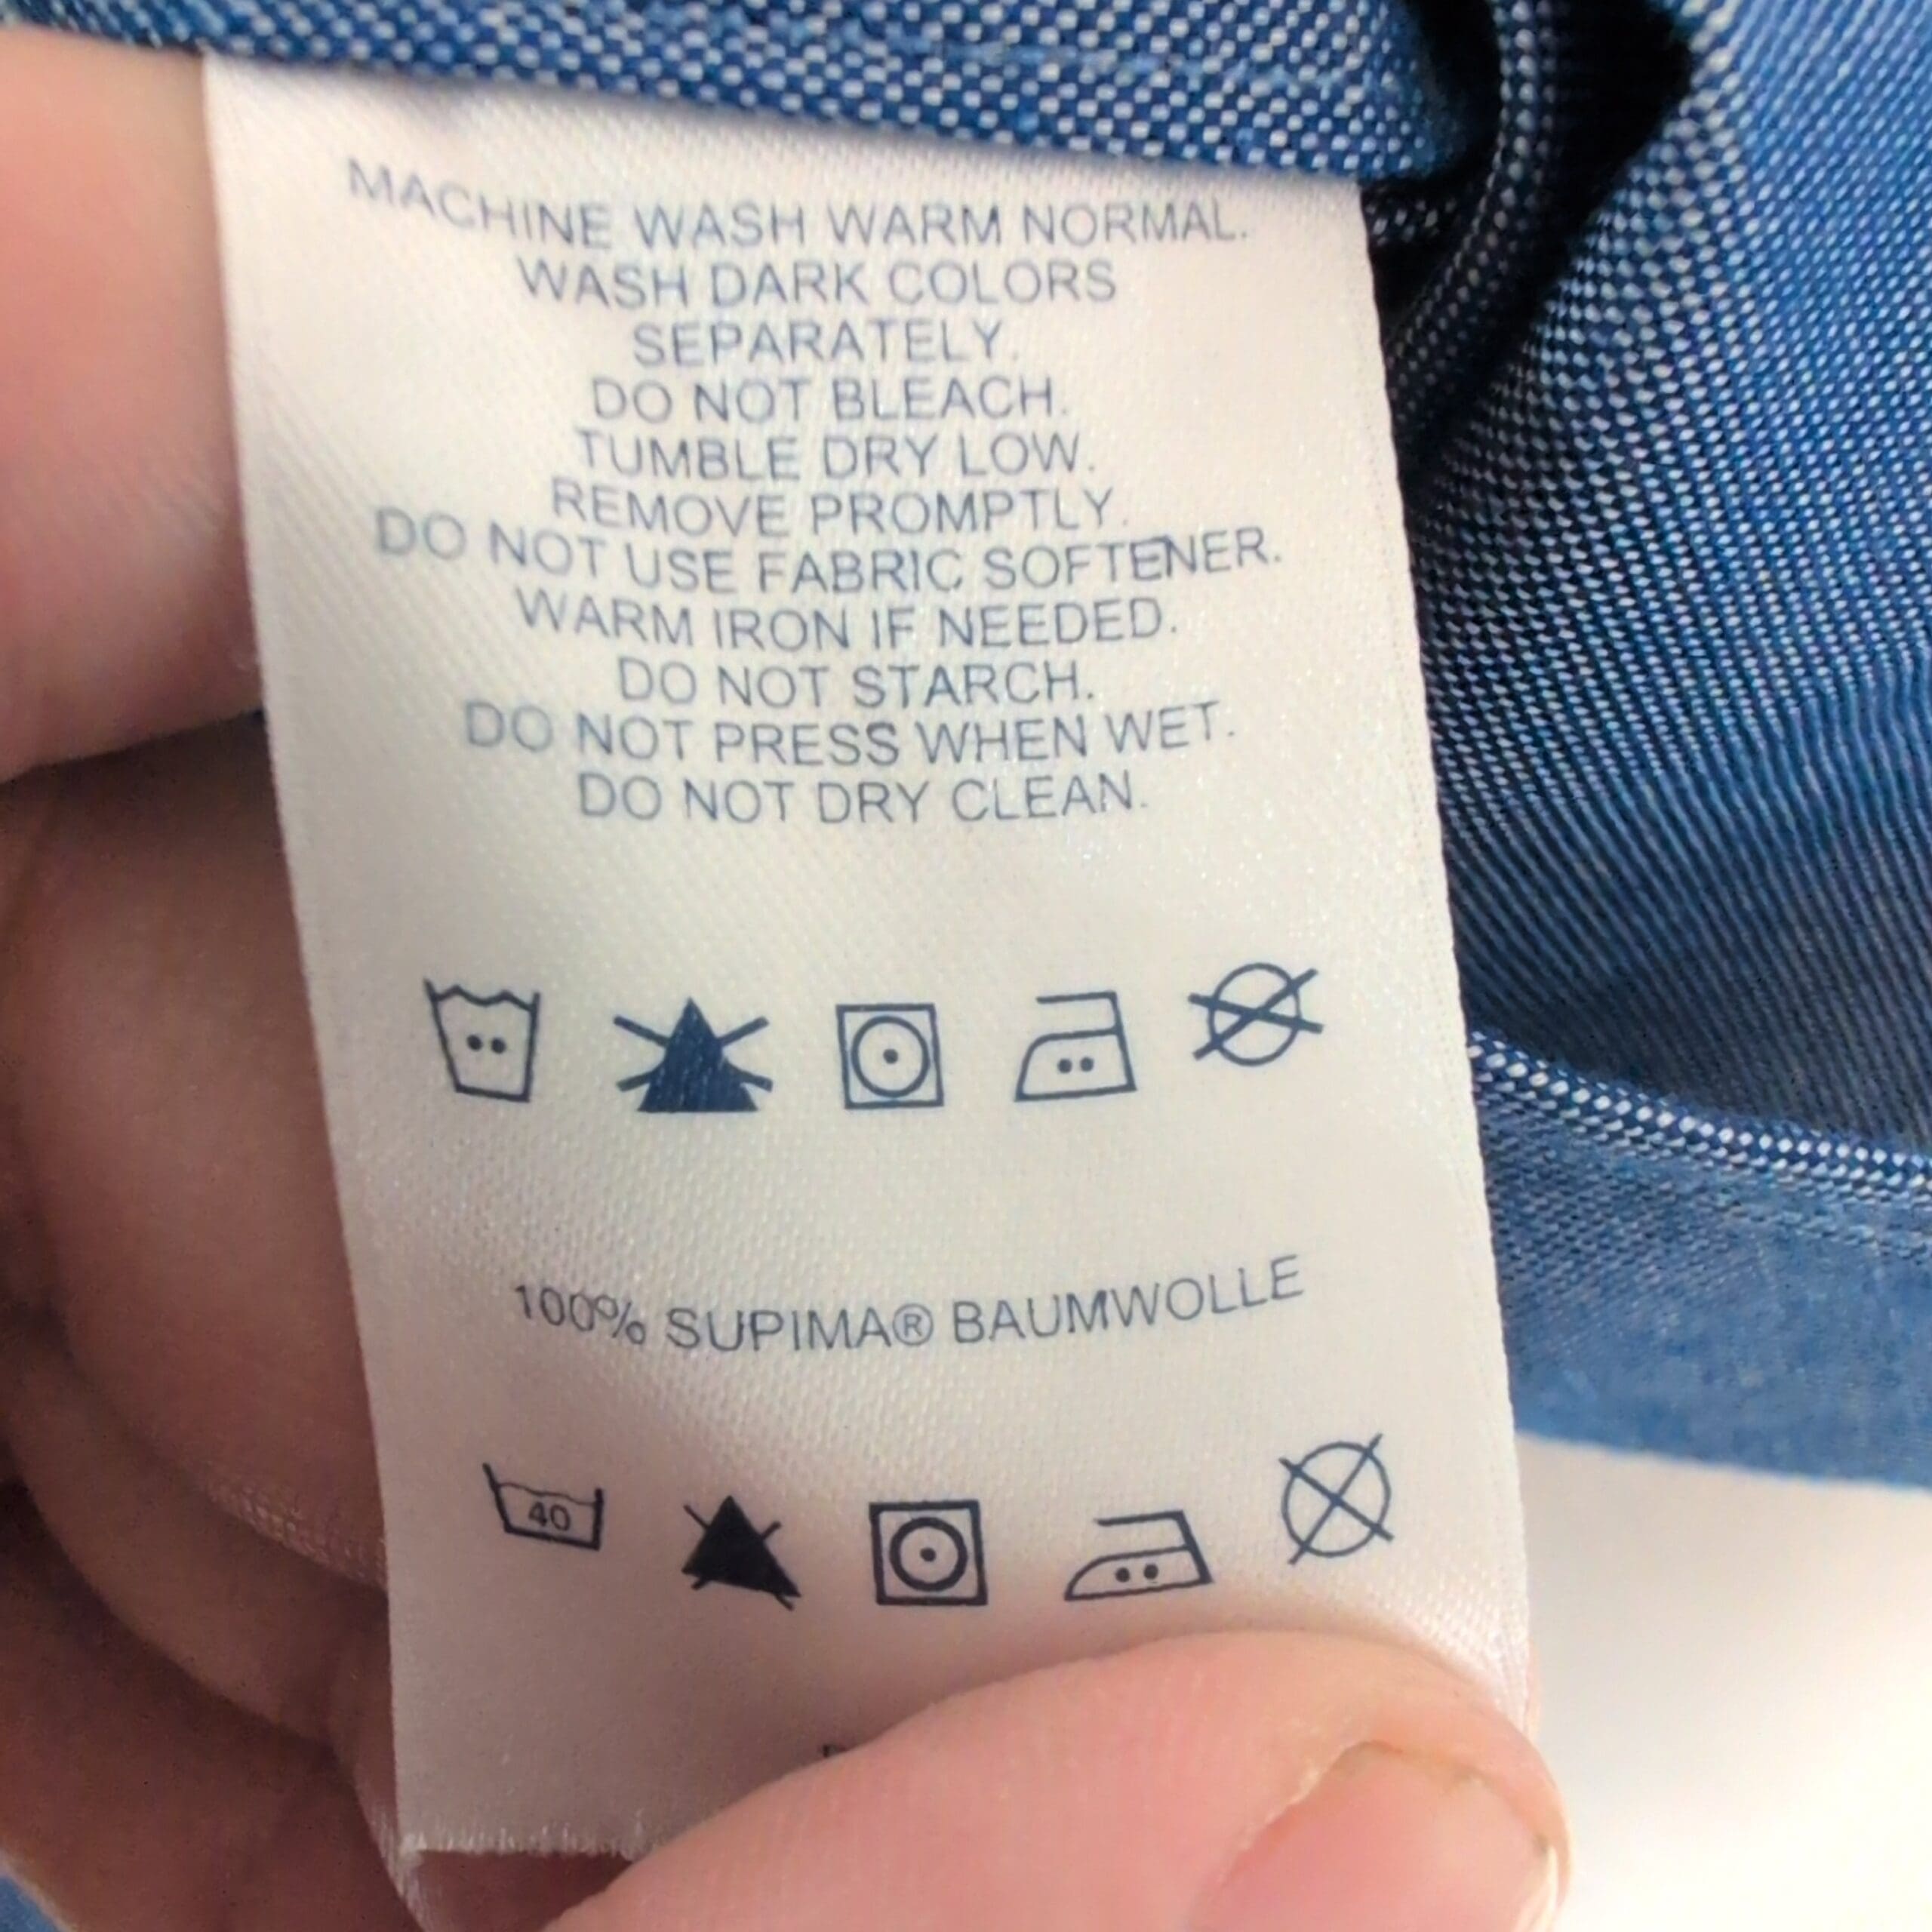 MACHINE WASH WARM NORMAL.
WASH DARK COLORS
SEPARATELY.
DO NOT BLEACH.
TUMBLE DRY LOW.
REMOVE PROMPTLY.
DO NOT USE FABRIC SOFTENER.
WARM IRON IF NEEDED.
DO NOT STARCH.
DO NOT PRESS WHEN WET.
DO NOT DRY CLEAN.
100% SUPIMA® BAUMWOLLE
40